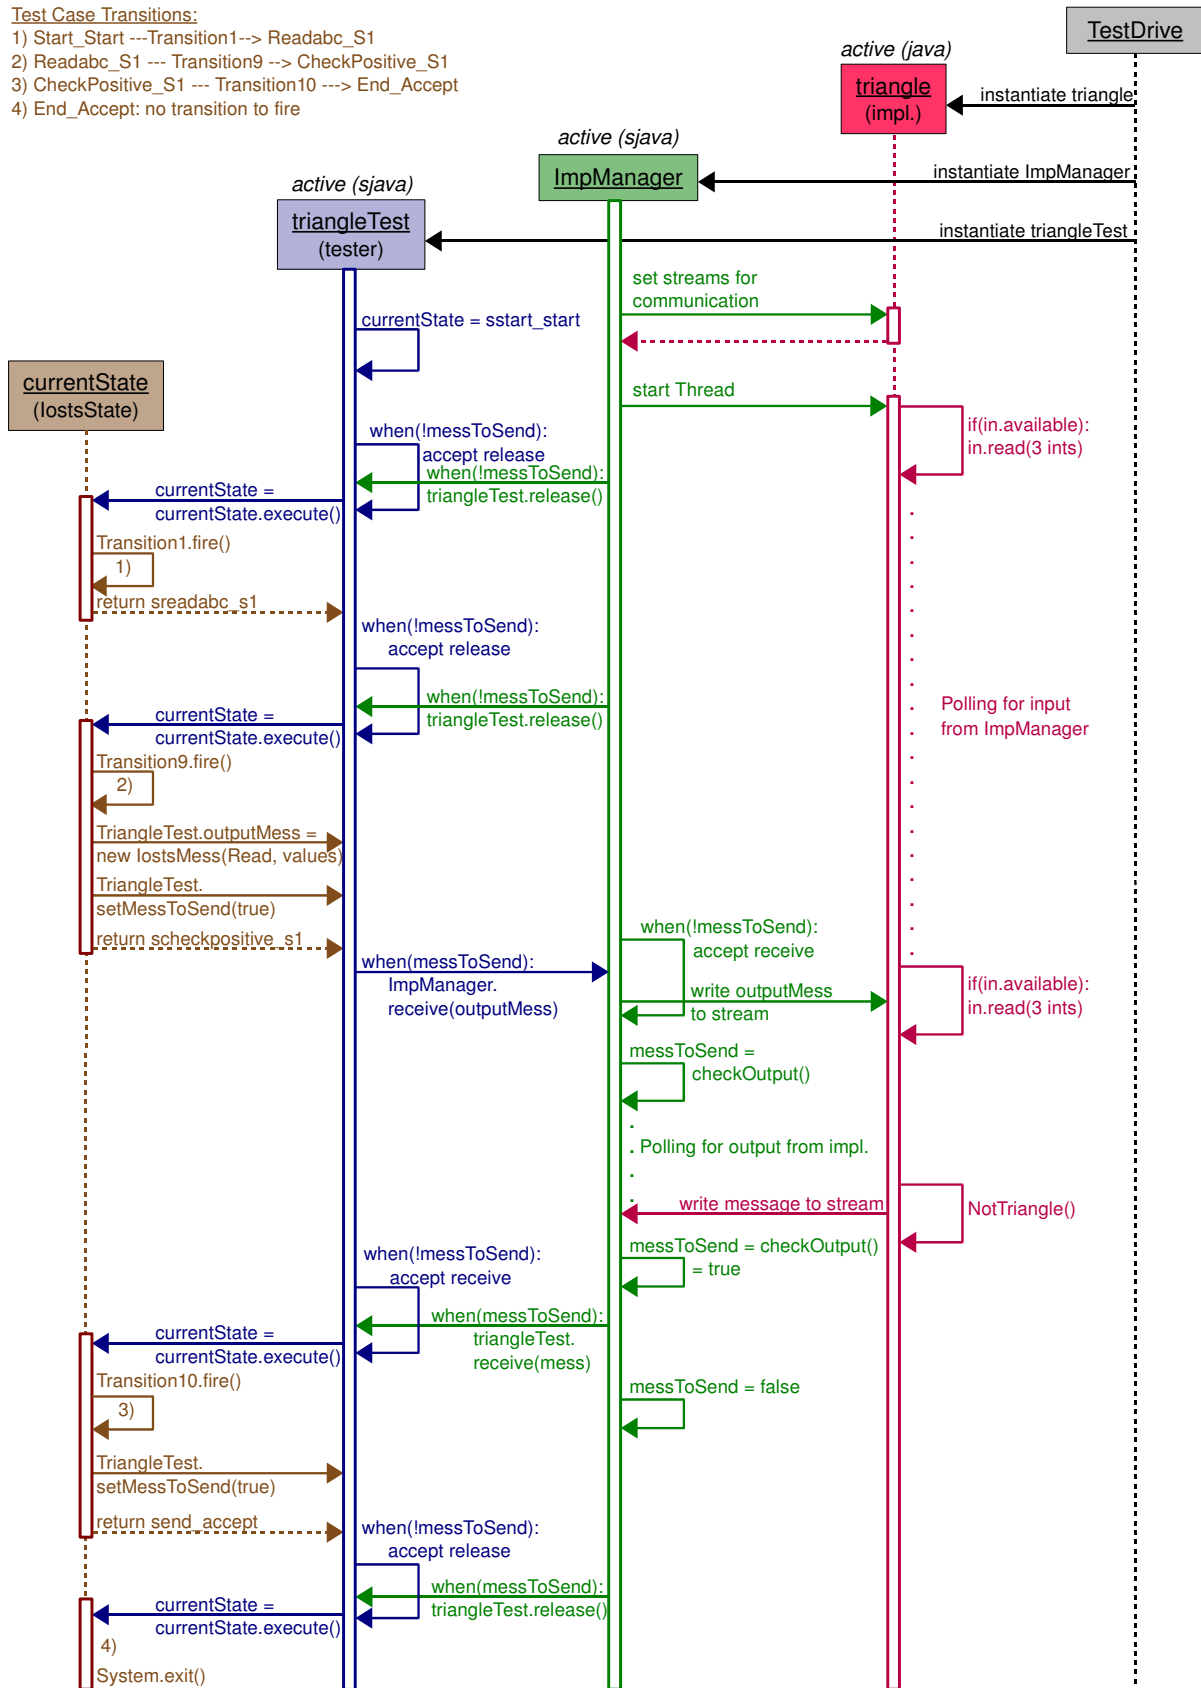 Test Case Transitions:
1) Start_Start ---Transition1--> Readabc_S1
2) Readabc_S1 --- Transition9 --> CheckPositive_S1
3) CheckPositive_S1 --- Transition10 ---> End_Accept
4) End_Accept: no transition to fire
TestDrive
active (java)
triangle
(impl.)
instantiate triangle
active (sjava)
ImpManager
instantiate ImpManager
active (sjava)
triangleTest
(tester)
instantiate triangleTest
set streams for
communication
currentState = sstart_start
currentState
(IostsState)
start Thread
if(in.available):
in.read(3 ints)
when(!messToSend):
accept release
when(!messToSend):
triangleTest.release()
currentState =
currentState.execute()
Transition1.fire()
1)
return sreadabc_s1
when(!messToSend):
accept release
when(!messToSend):
triangleTest.release()
Polling for input
from ImpManager
currentState =
currentState.execute()
Transition9.fire()
2)
TriangleTest.outputMess =
new IostsMess(Read, values)
TriangleTest.
setMessToSend(true)
return scheckpositive_s1
when(!messToSend):
accept receive
when(messToSend):
ImpManager.
receive(outputMess)
write outputMess
to stream
if(in.available):
in.read(3 ints)
messToSend =
checkOutput()
Polling for output from impl.
write message to stream
NotTriangle()
messToSend = checkOutput()
= true
when(!messToSend):
accept receive
when(messToSend):
triangleTest.
receive(mess)
currentState =
currentState.execute()
Transition10.fire()
3)
messToSend = false
TriangleTest.
setMessToSend(true)
return send_accept
when(!messToSend):
accept release
when(messToSend):
triangleTest.release()
currentState =
currentState.execute()
4)
System.exit()